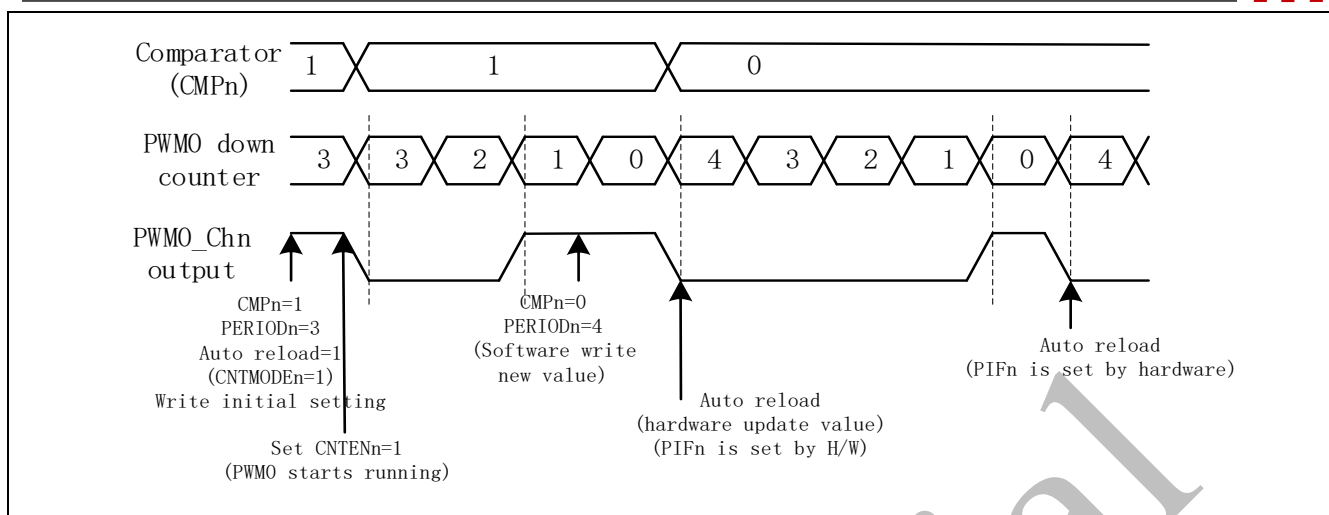 Comparator
(CMPn)
1 1 0
PWM0 down
counter
3 3 2 1 0 4 3 2 1 0 4
PWM0_Chn
output
CMPn=1
PERIODn=3
Auto reload=1
(CNTMODEn=1)
Write initial setting
Set CNTENn=1
(PWM0 starts running)
CMPn=0
PERIODn=4
(Software write
new value)
Auto reload
(hardware update value)
(PIFn is set by H/W)
Auto reload
(PIFn is set by hardware)